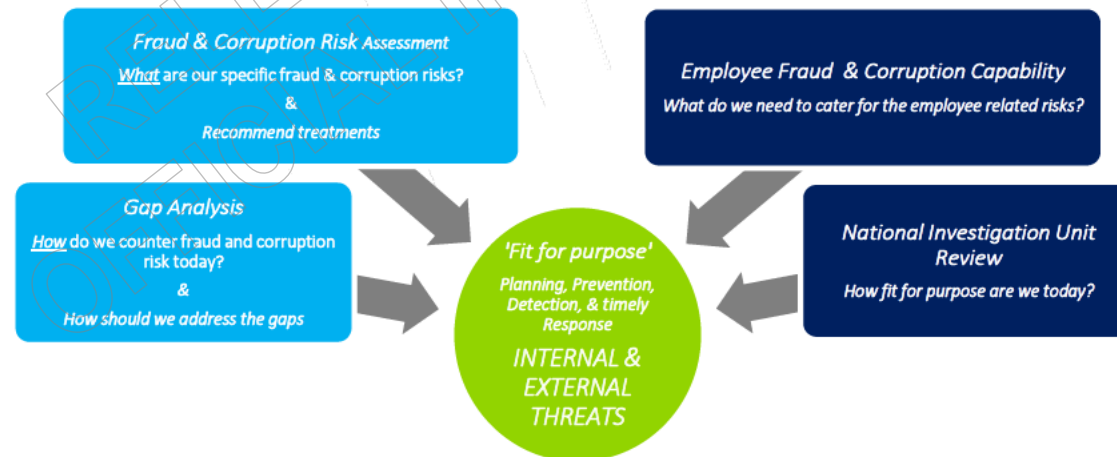 Fraud & Corruption Risk Assessment
What are our specific fraud & corruption risks?
&
Recommend treatments
Employee Fraud & Corruption Capability
What do we need to cater for the employee related risks?
Gap Analysis
How do we counter fraud and corruption
risk today?
&
How should we address the gaps
National Investigation Unit
Review
How fit for purpose are we today?
'Fit for purpose'
Planning, Prevention,
Detection, & timely
Response
INTERNAL &
EXTERNAL
THREATS